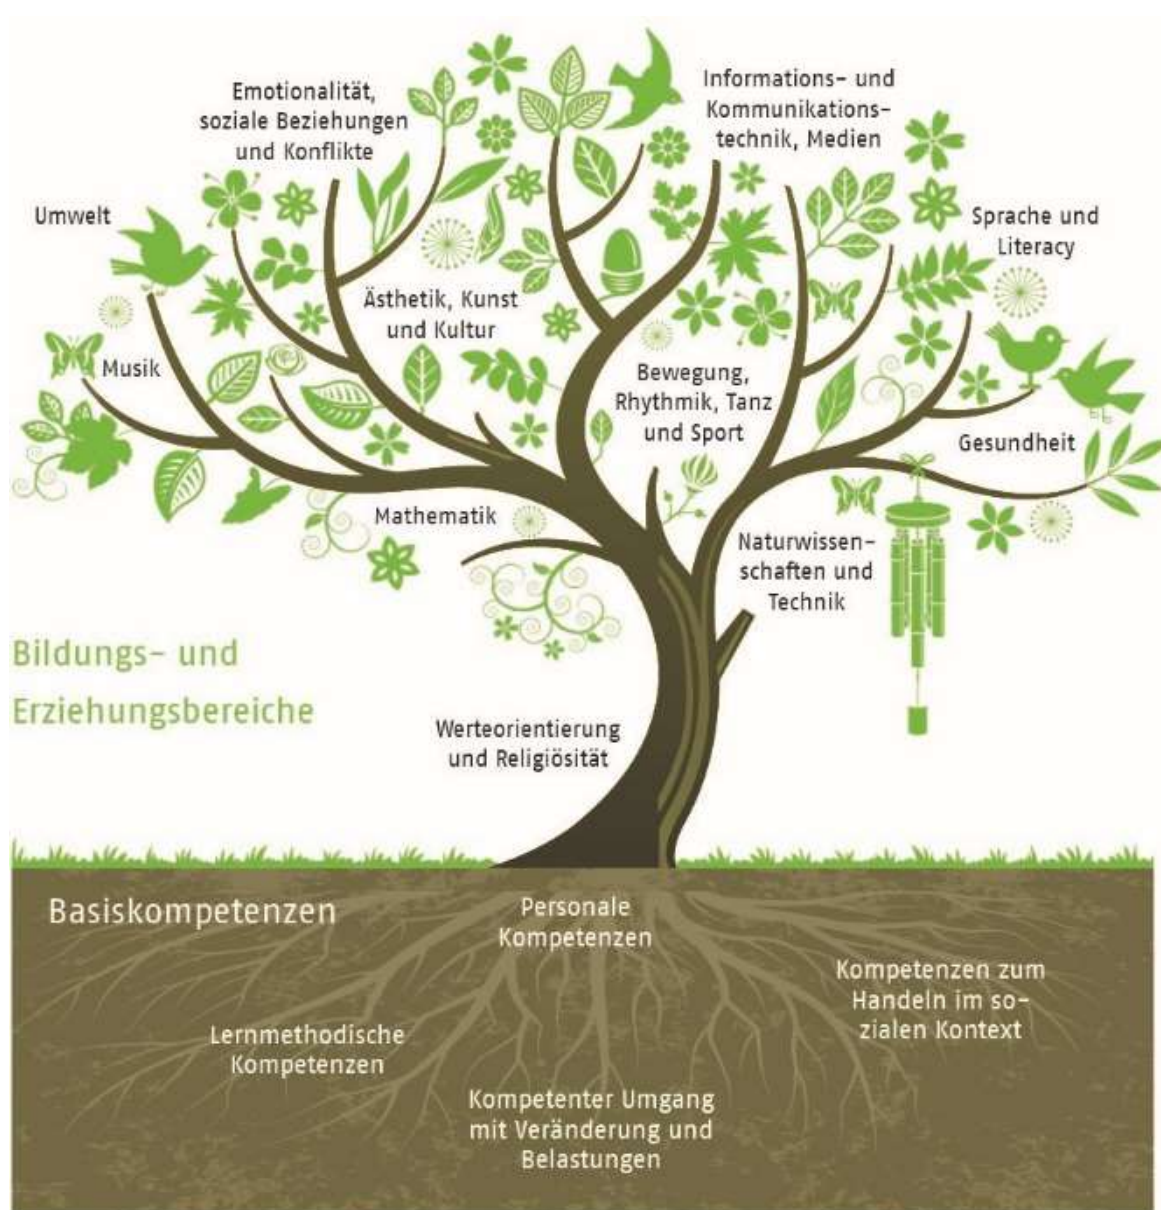 Emotionalität,
soziale Beziehungen
und Konflikte
Informations- und
Kommunikations-
technik, Medien
Umwelt
Sprache und
Literacy
Ästhetik, Kunst
und Kultur
Musik
Bewegung,
Rhythmik, Tanz
und Sport
Gesundheit
Mathematik
Naturwissen-
schaften und
Technik
Bildungs- und
Erziehungsbereiche
Werteorientierung
und Religiösität
Basiskompetenzen
Personale
Kompetenzen
Kompetenzen zum
Handeln im so-
zialen Kontext
Lernmethodische
Kompetenzen
Kompetenter Umgang
mit Veränderung und
Belastungen